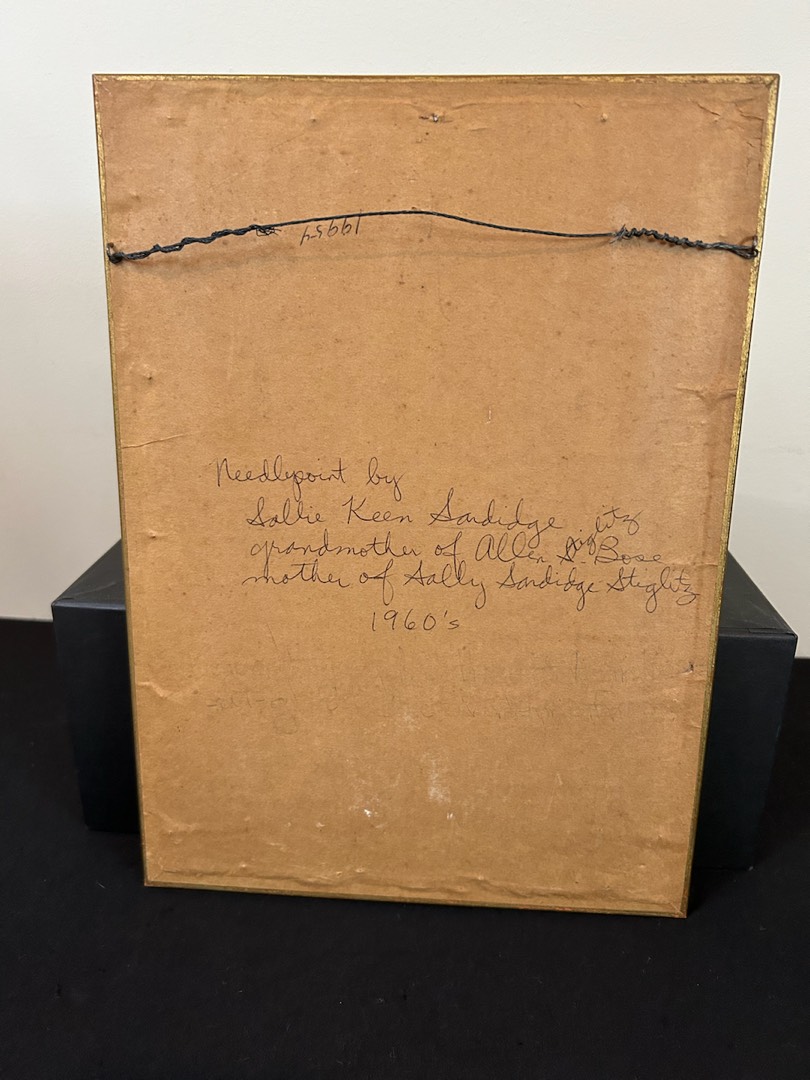 19954
Needlepoint by
Sallie Keen Sandidge
grandmother of Allen Stiglitz Bose
mother of Sally Sandidge Stiglitz
1960's